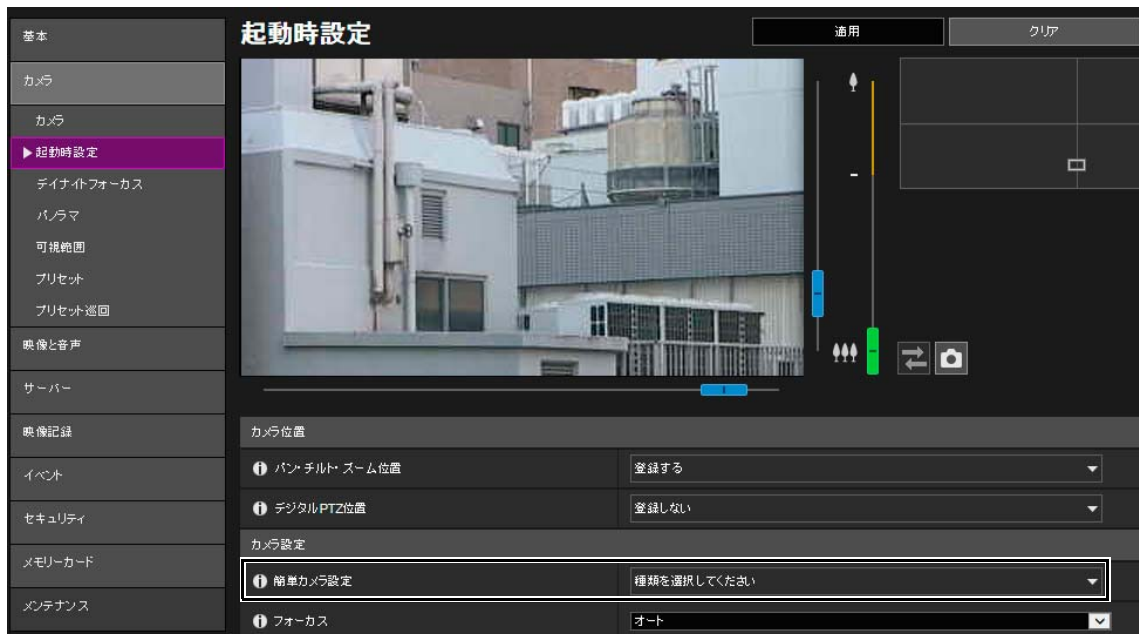 起動時設定
適用
クリア
基本
カメラ
カメラ
▶起動時設定
デイナイトフォーカス
パノラマ
可視範囲
プリセット
プリセット巡回
映像と音声
サーバー
映像記録
イベント
セキュリティ
メモリーカード
メンテナンス
カメラ位置
パン・チルト・ズーム位置 登録する
デジタルPTZ位置 登録しない
カメラ設定
簡単カメラ設定 種類を選択してください
フォーカス オート